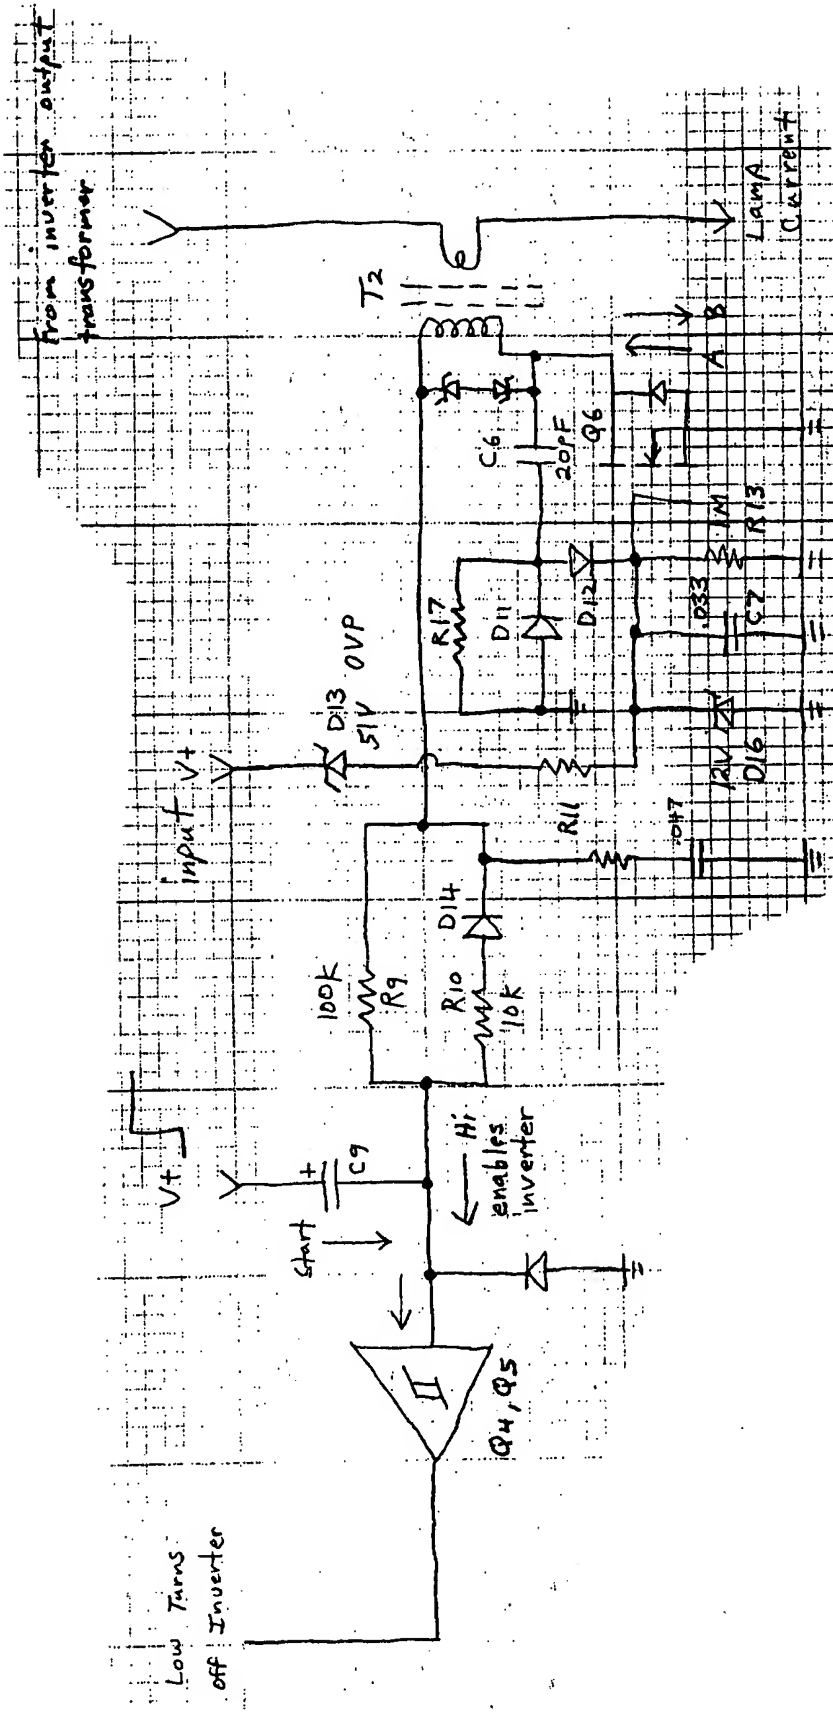 from inverter output
transformer
Lamp
Current
T2
A
B
C6
20PF
Q6
R17
D11
D12
1M
R13
.033
C7
OVP
D13
51V
input V+
R11
12V
D16
.047
D14
100K
R9
R10
10K
V+
+
C9
Start
Hi
enables
inverter
Q4, Q5
Low Turns
off Inverter